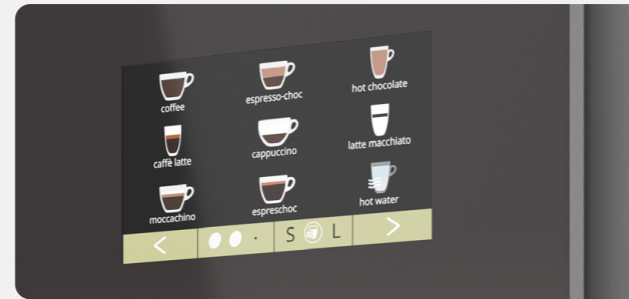 coffee
espresso-choc
hot chocolate
caffè latte
cappuccino
latte macchiato
moccachino
espreschoc
hot water
< S L >